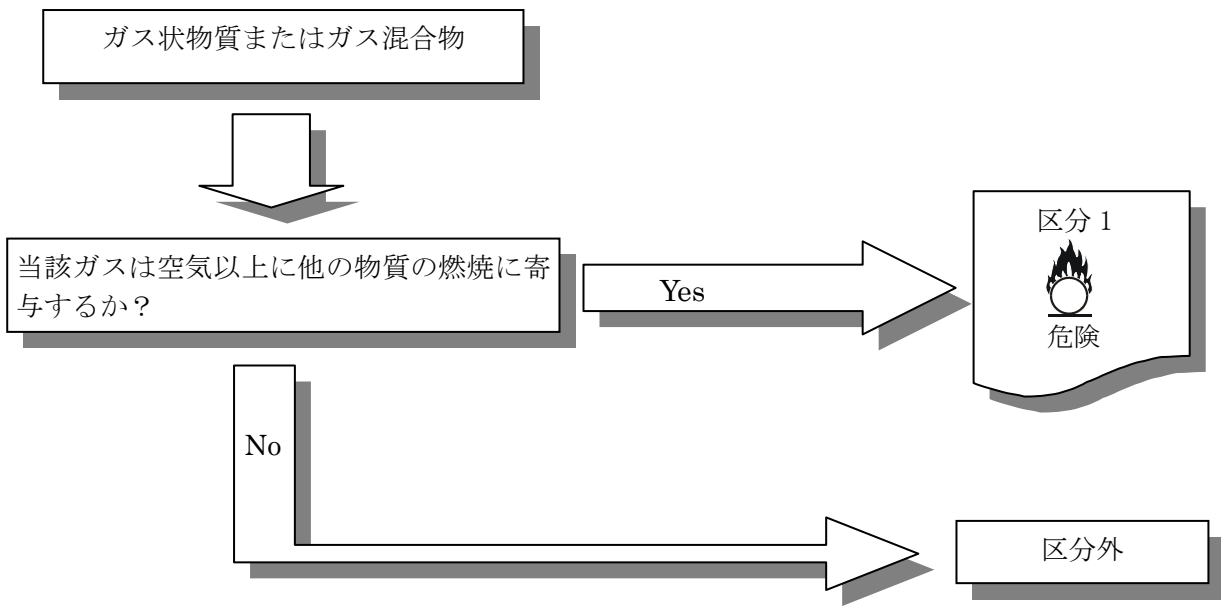 ガス状物質またはガス混合物
当該ガスは空気以上に他の物質の燃焼に寄
与するか?
Yes
区分 1
危険
No
区分外